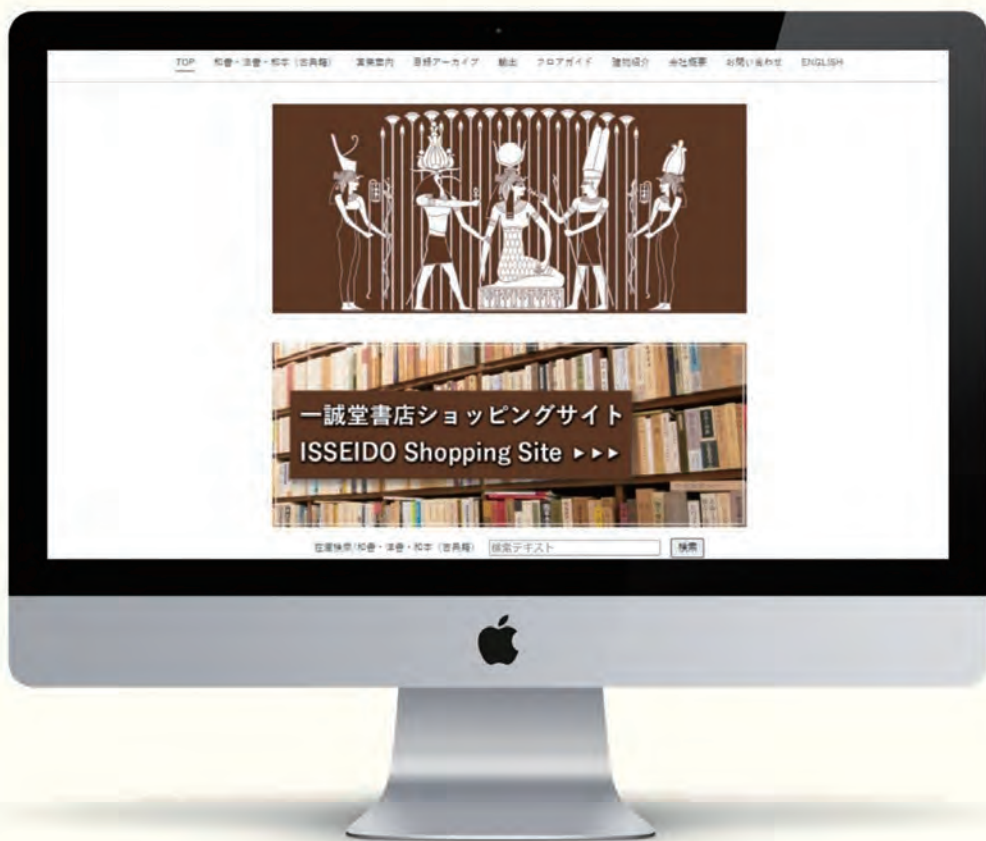 TOP 和書・洋書・和本（古典籍） 営業案内 目録アーカイブ 輸出 フロアガイド 建物紹介 会社概要 お問い合わせ ENGLISH
一誠堂書店ショッピングサイト
ISSEIDO Shopping Site ▶▶▶
在庫検索/和書・洋書・和本（古典籍） 検索テキスト 検索